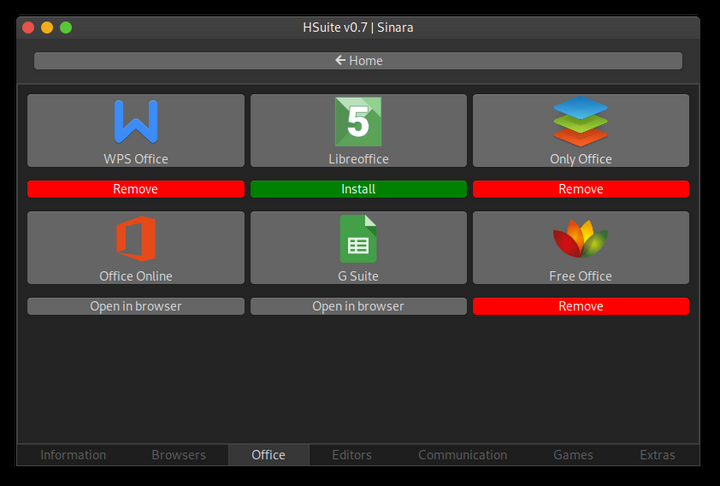 HSuite v0.7 | Sinara
← Home
5
WPS Office Libreoffice Only Office
Remove Install Remove
Office Online G Suite Free Office
Open in browser Open in browser Remove
Information Browsers Office Editors Communication Games Extras